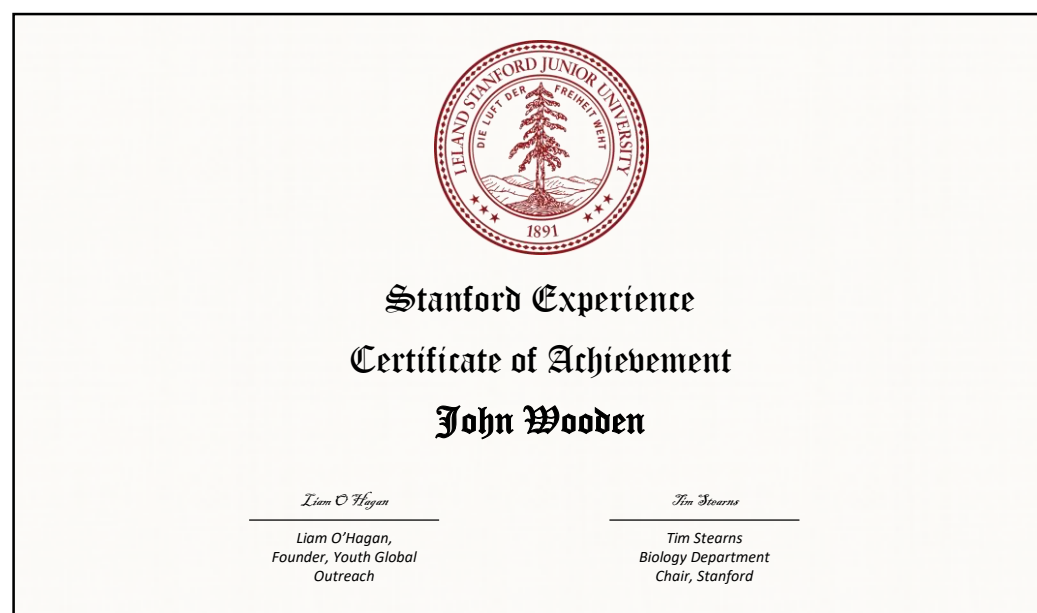 LELAND STANFORD JUNIOR UNIVERSITY
DIE LUFT DER FREIHEIT WEHT
1891
Stanford Experience
Certificate of Achievement
John Wooden
Liam O Hagan
Liam O’Hagan,
Founder, Youth Global
Outreach
Tim Stearns
Tim Stearns
Biology Department
Chair, Stanford